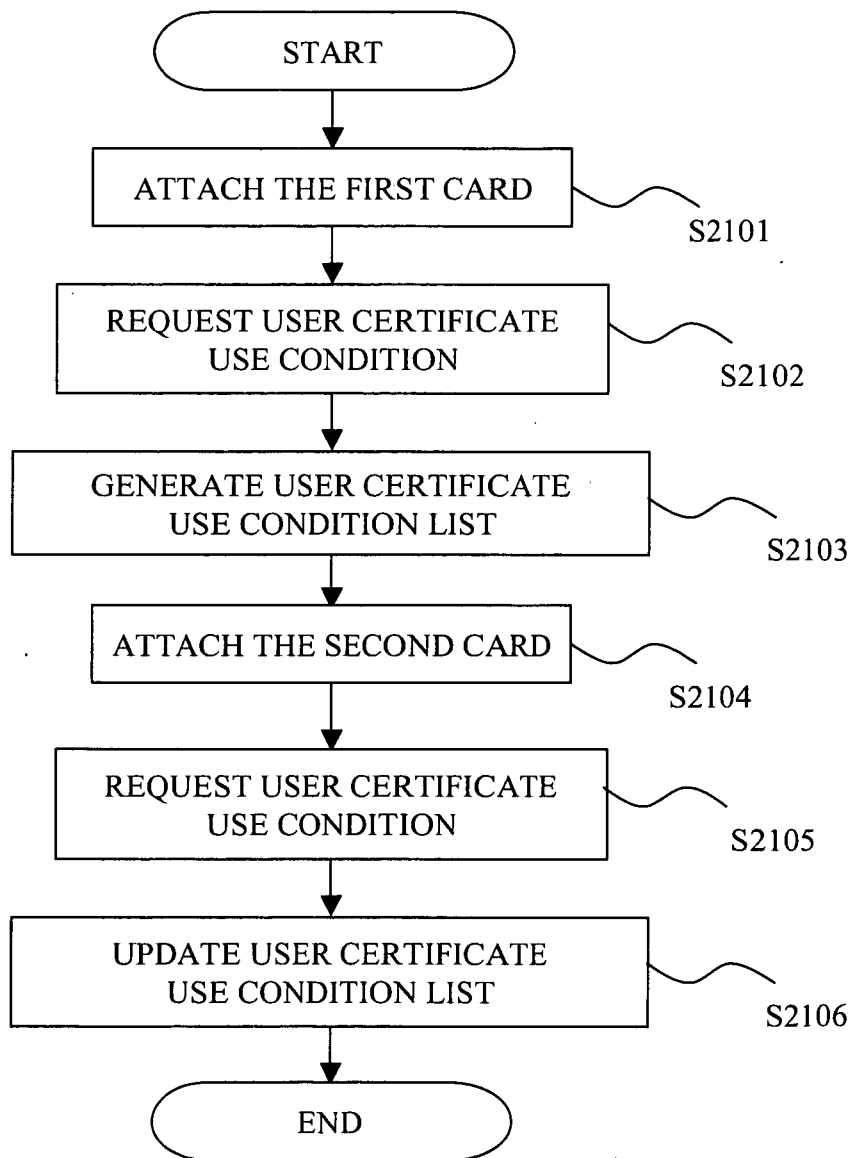 START
ATTACH THE FIRST CARD
S2101
REQUEST USER CERTIFICATE
USE CONDITION
S2102
GENERATE USER CERTIFICATE
USE CONDITION LIST
S2103
ATTACH THE SECOND CARD
S2104
REQUEST USER CERTIFICATE
USE CONDITION
S2105
UPDATE USER CERTIFICATE
USE CONDITION LIST
S2106
END